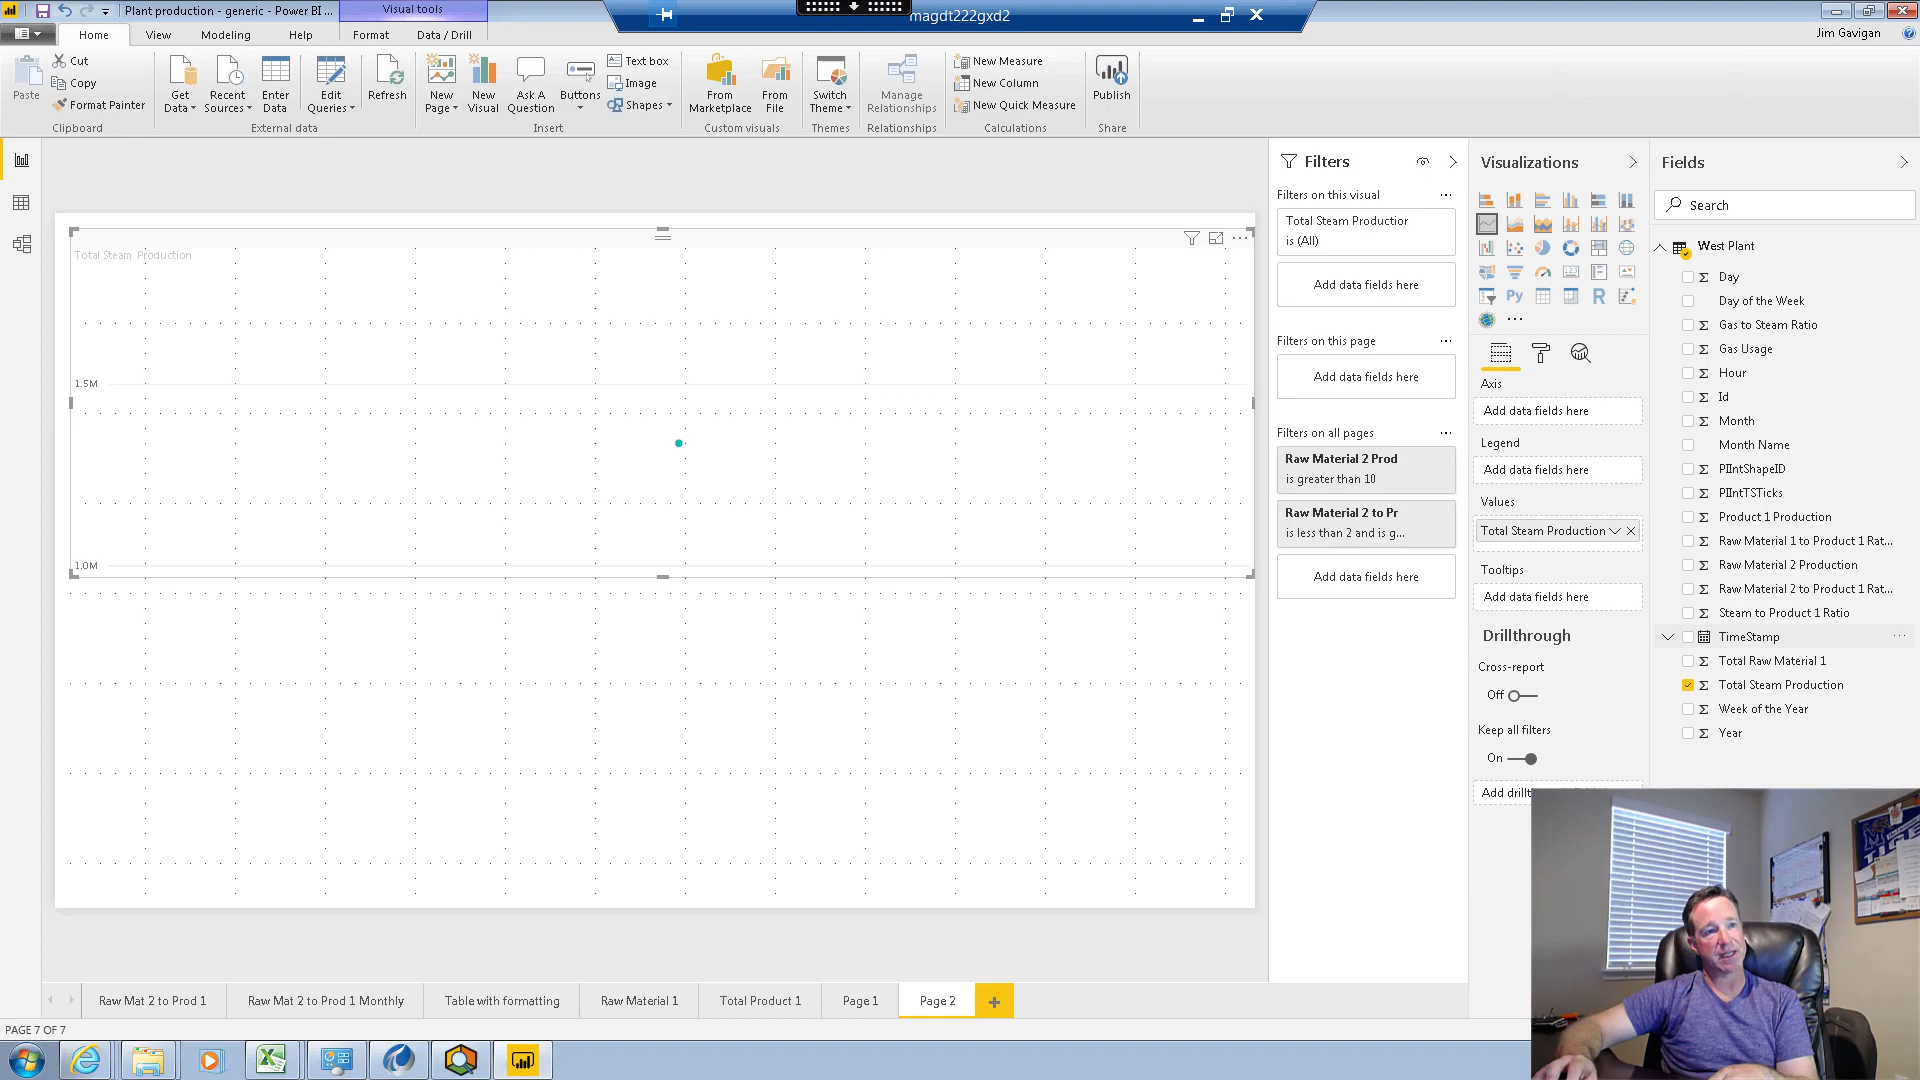 Plant production - generic - Power BI ...
Visual tools
magdt222gxd2
Home
View
Modeling
Help
Format
Data / Drill
Jim Gavigan
Paste
Cut
Copy
Format Painter
Clipboard
Get Data
Recent Sources
Enter Data
Edit Queries
Refresh
External data
New Page
New Visual
Ask A Question
Buttons
Text box
Image
Shapes
Insert
From Marketplace
From File
Custom visuals
Switch Theme
Themes
Manage Relationships
Relationships
New Measure
New Column
New Quick Measure
Calculations
Publish
Share
Total Steam Production
1.5M
1.0M
Filters
Filters on this visual
Total Steam Production
is (All)
Add data fields here
Filters on this page
Add data fields here
Filters on all pages
Raw Material 2 Prod
is greater than 10
Raw Material 2 to Pr
is less than 2 and is g...
Add data fields here
Visualizations
Py
R
Axis
Add data fields here
Legend
Add data fields here
Values
Total Steam Production
Tooltips
Add data fields here
Drillthrough
Cross-report
Off
Keep all filters
On
Add drillt
Fields
Search
West Plant
Day
Day of the Week
Gas to Steam Ratio
Gas Usage
Hour
Id
Month
Month Name
PIIntShapeID
PIIntTSTicks
Product 1 Production
Raw Material 1 to Product 1 Rat...
Raw Material 2 Production
Raw Material 2 to Product 1 Rat...
Steam to Product 1 Ratio
TimeStamp
Total Raw Material 1
Total Steam Production
Week of the Year
Year
Raw Mat 2 to Prod 1
Raw Mat 2 to Prod 1 Monthly
Table with formatting
Raw Material 1
Total Product 1
Page 1
Page 2
PAGE 7 OF 7